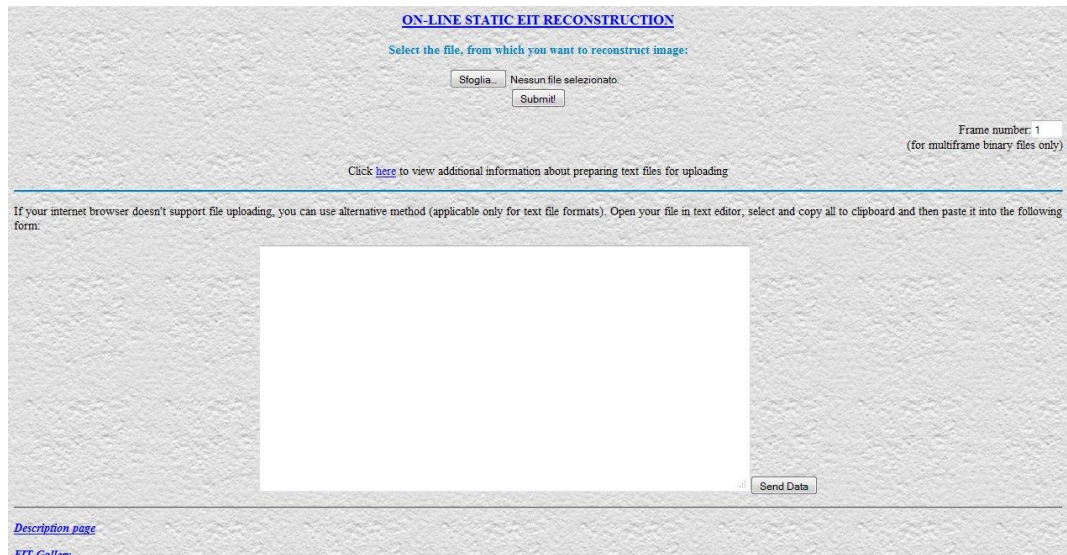 ON-LINE STATIC EIT RECONSTRUCTION
Select the file, from which you want to reconstruct image:
Sfoglia... Nessun file selezionato.
Submit!
Frame number: 1
(for multiframe binary files only)
Click here to view additional information about preparing text files for uploading
If your internet browser doesn't support file uploading, you can use alternative method (applicable only for text file formats). Open your file in text editor, select and copy all to clipboard and then paste it into the following
form:
Send Data
Description page
EIT Gallery